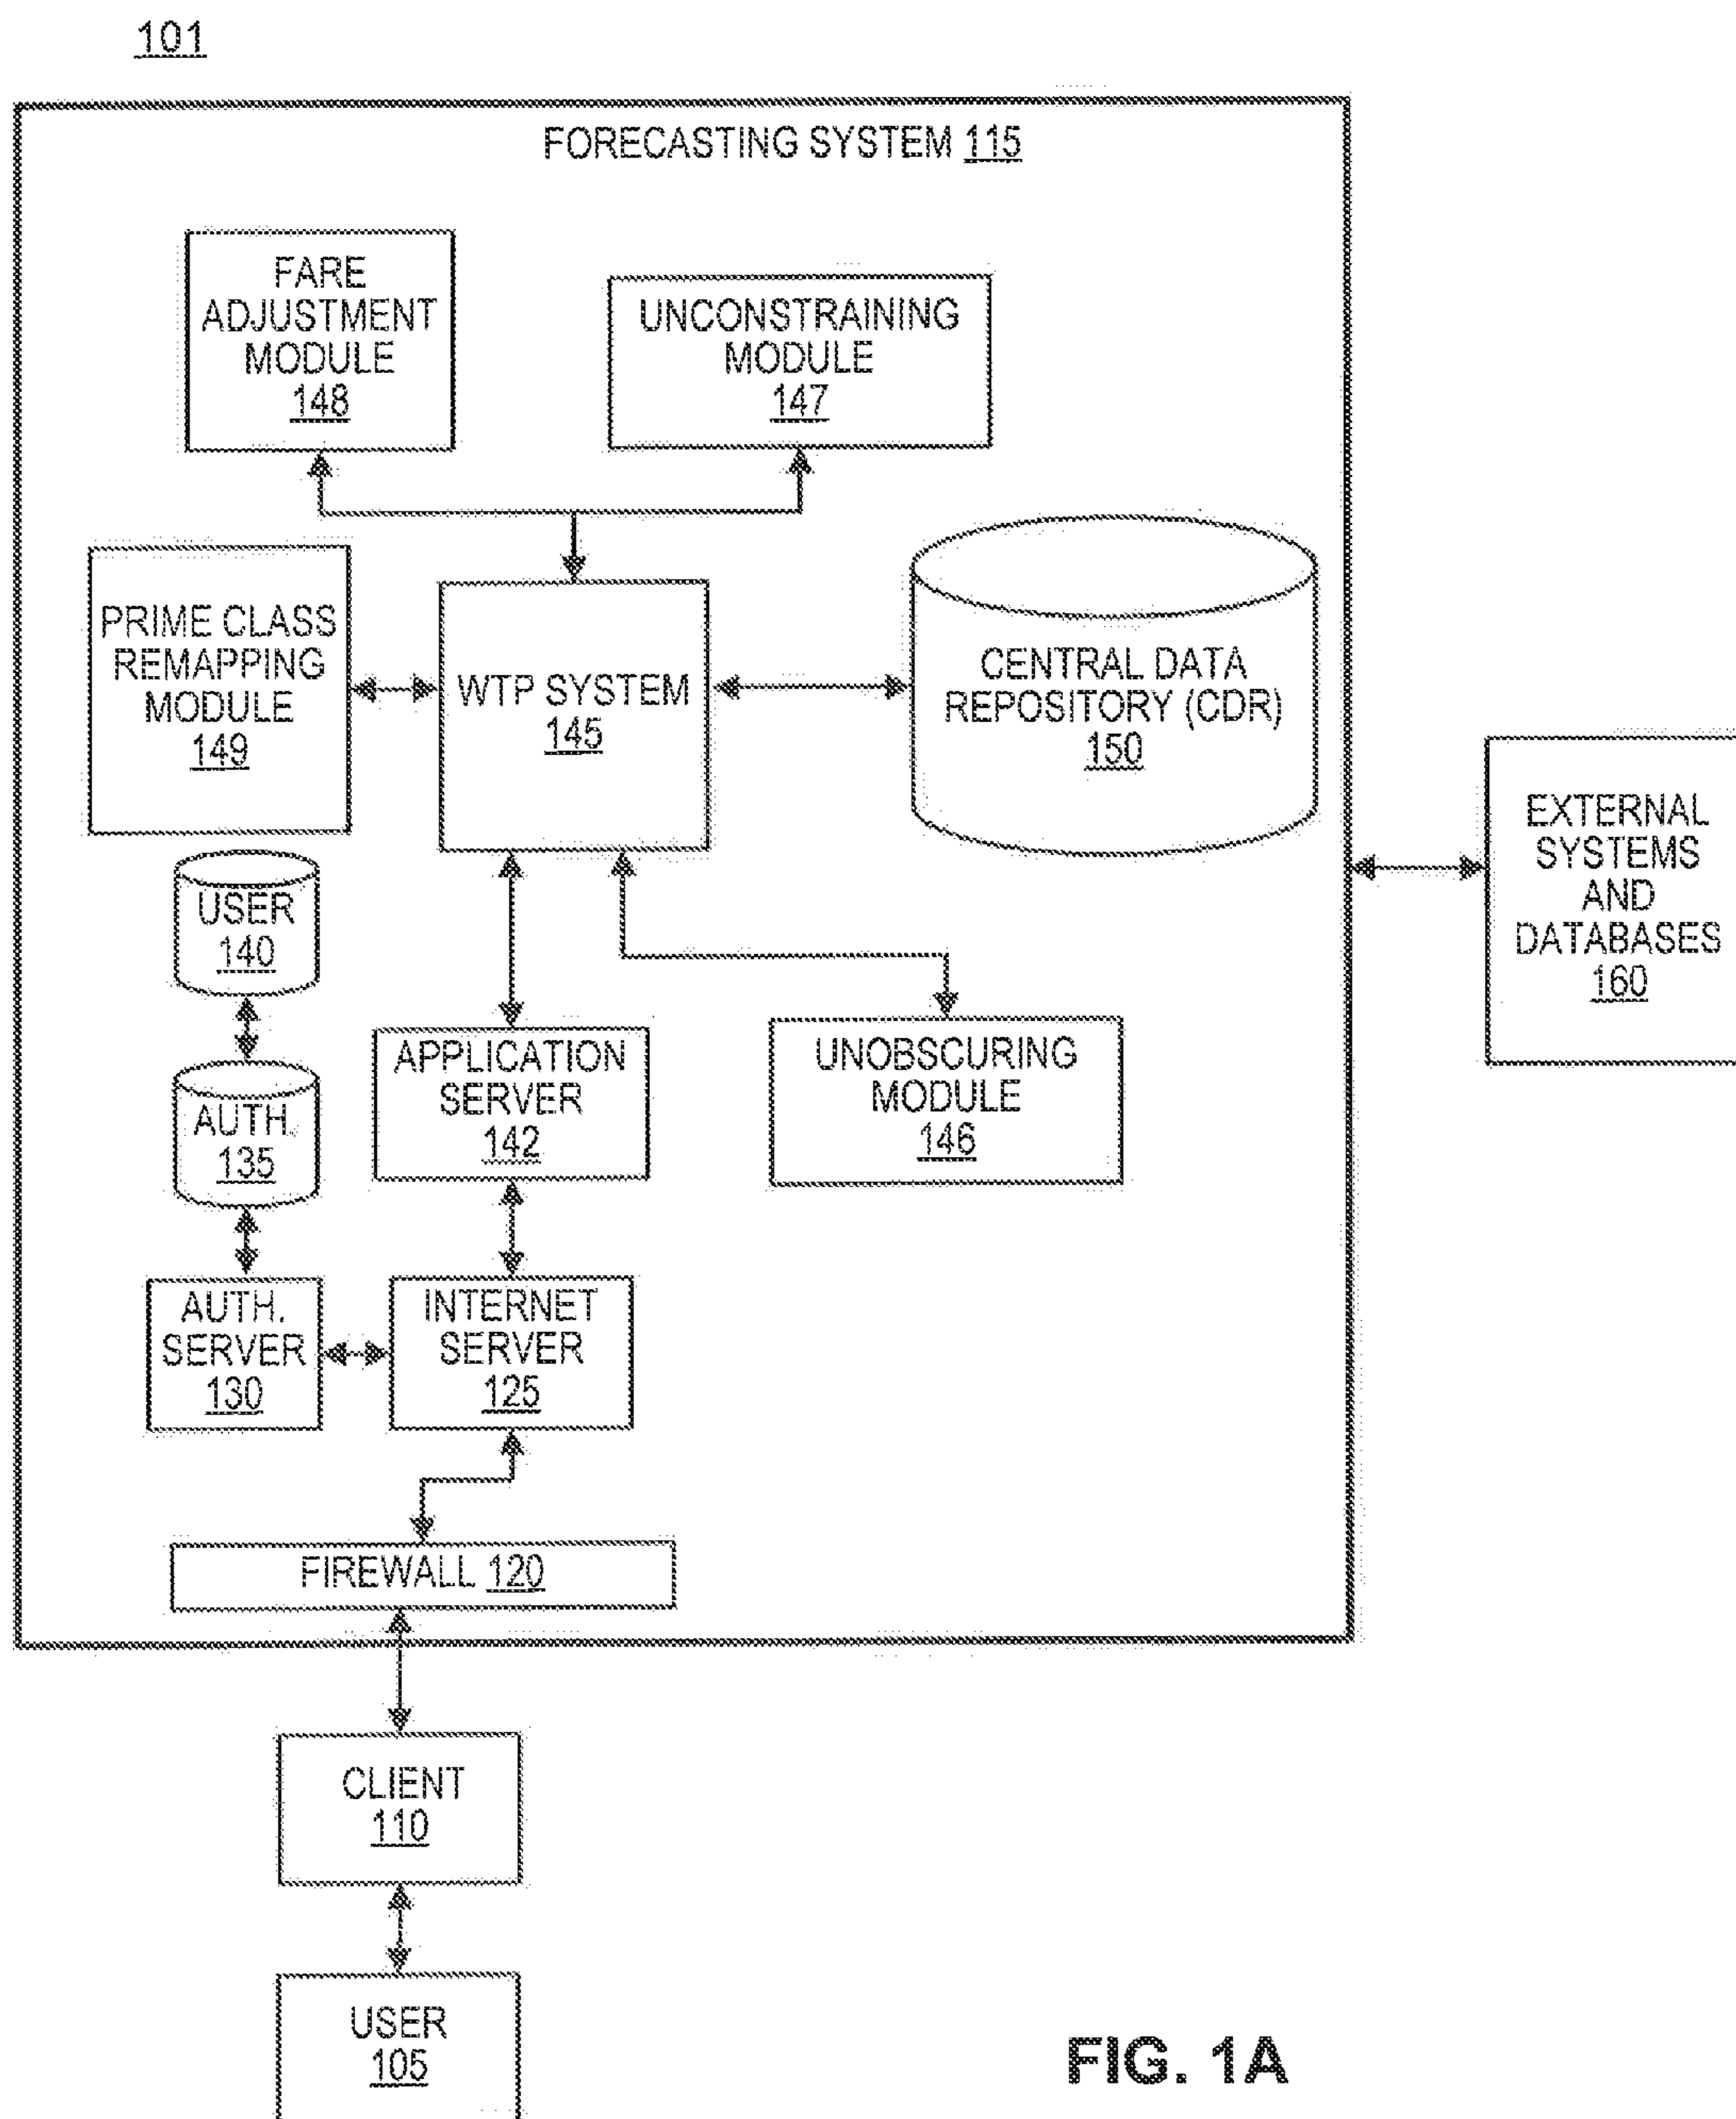 101
FORECASTING SYSTEM 115
FARE
ADJUSTMENT
MODULE
148
UNCONSTRAINING
MODULE
147
PRIME CLASS
REMAPPING
MODULE
149
WTP SYSTEM
145
CENTRAL DATA
REPOSITORY (CDR)
150
EXTERNAL
SYSTEMS
AND
DATABASES
160
USER
140
AUTH.
135
APPLICATION
SERVER
142
UNOBSCURING
MODULE
146
AUTH.
SERVER
130
INTERNET
SERVER
125
FIREWALL 120
CLIENT
110
USER
105
FIG. 1A